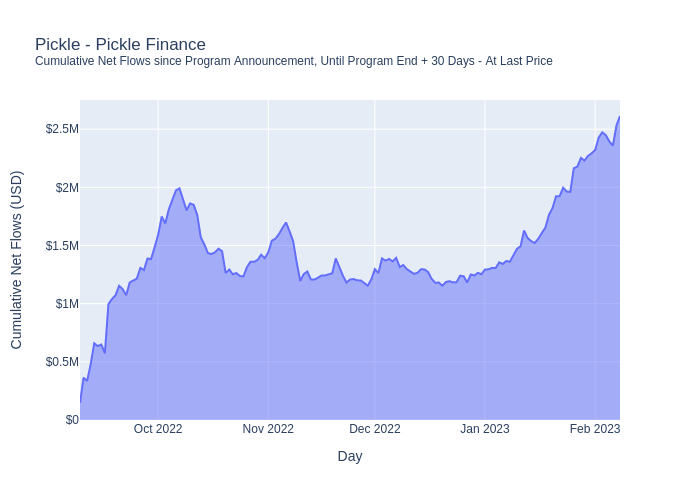 Pickle - Pickle Finance
Cumulative Net Flows since Program Announcement, Until Program End + 30 Days - At Last Price
Cumulative Net Flows (USD)
$2.5M
$2M
$1.5M
$1M
$0.5M
$0
Oct 2022
Nov 2022
Dec 2022
Jan 2023
Feb 2023
Day